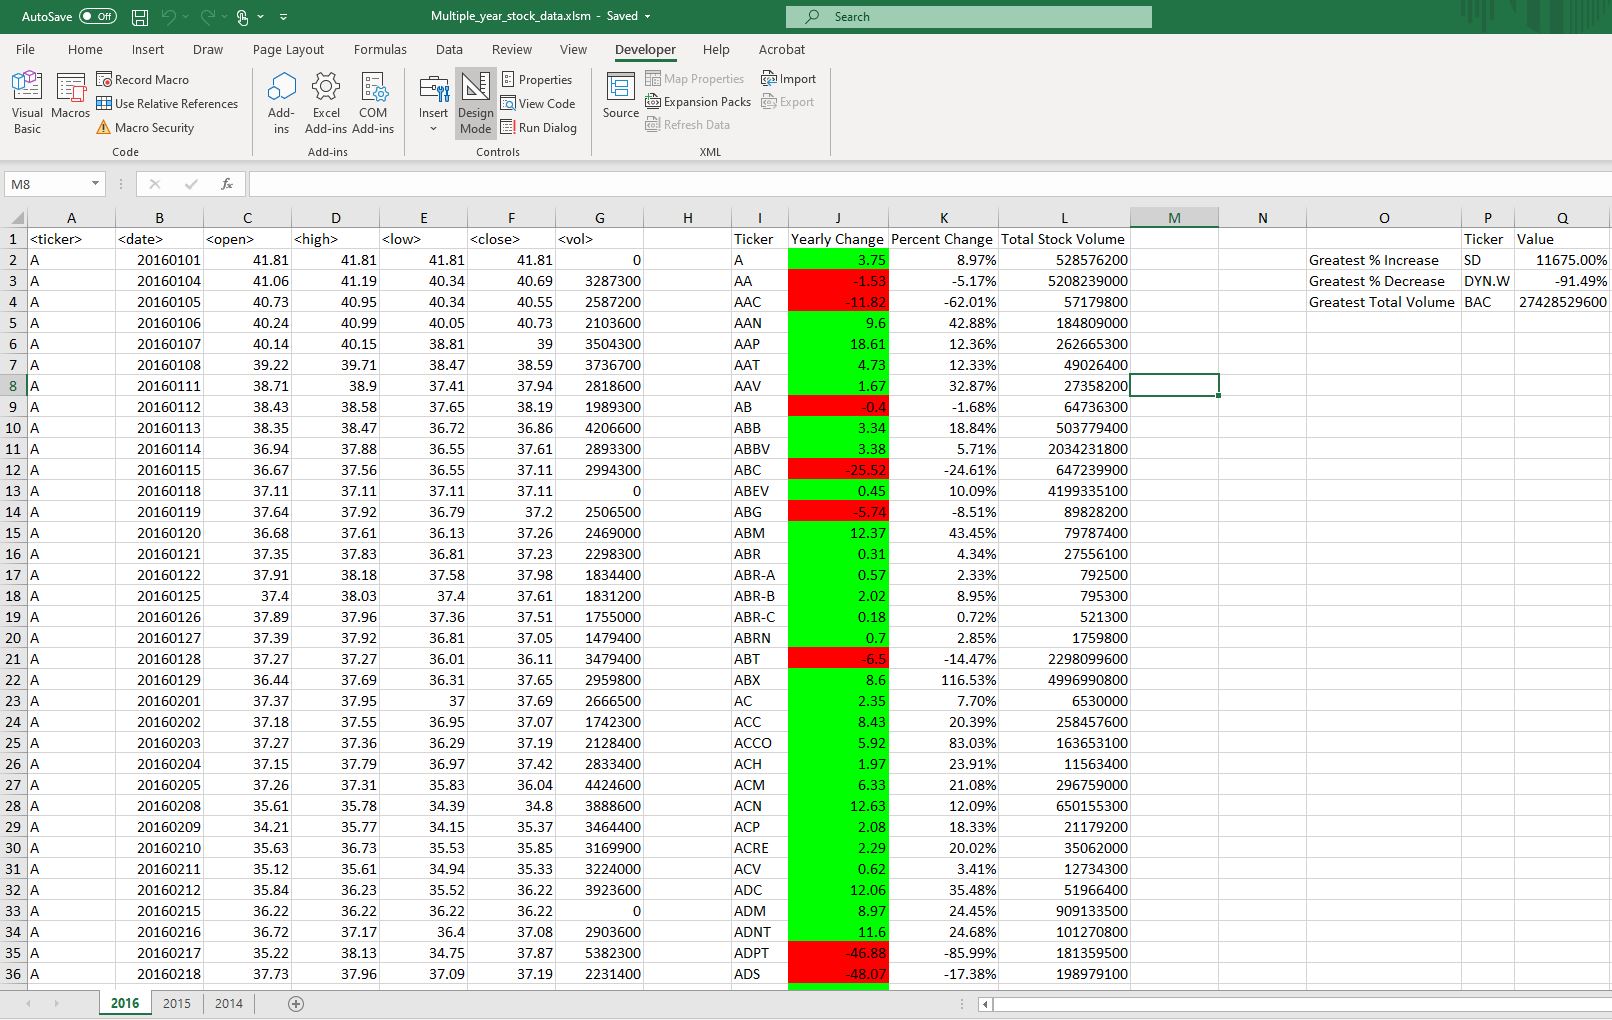 AutoSave Off Multiple_year_stock_data.xlsm - Saved Search
File Home Insert Draw Page Layout Formulas Data Review View Developer Help Acrobat
Visual Basic Macros Record Macro Use Relative References Macro Security
Add-ins Excel Add-ins COM Add-ins
Insert Design Mode Properties View Code Run Dialog
Source Map Properties Expansion Packs Refresh Data Import Export
Code Add-ins Controls XML
M8 fx
A B C D E F G H I J K L M N O P Q
1 <ticker> <date> <open> <high> <low> <close> <vol> Ticker Yearly Change Percent Change Total Stock Volume Ticker Value
2 A 20160101 41.81 41.81 41.81 41.81 0 A 3.75 8.97% 528576200 Greatest % Increase SD 11675.00%
3 A 20160104 41.06 41.19 40.34 40.69 3287300 AA -1.53 -5.17% 5208239000 Greatest % Decrease DYN.W -91.49%
4 A 20160105 40.73 40.95 40.34 40.55 2587200 AAC -11.82 -62.01% 57179800 Greatest Total Volume BAC 27428529600
5 A 20160106 40.24 40.99 40.05 40.73 2103600 AAN 9.6 42.88% 184809000
6 A 20160107 40.14 40.15 38.81 39 3504300 AAP 18.61 12.36% 262665300
7 A 20160108 39.22 39.71 38.47 38.59 3736700 AAT 4.73 12.33% 49026400
8 A 20160111 38.71 38.9 37.41 37.94 2818600 AAV 1.67 32.87% 27358200
9 A 20160112 38.43 38.58 37.65 38.19 1989300 AB -0.4 -1.68% 64736300
10 A 20160113 38.35 38.47 36.72 36.86 4206600 ABB 3.34 18.84% 503779400
11 A 20160114 36.94 37.88 36.55 37.61 2893300 ABBV 3.38 5.71% 2034231800
12 A 20160115 36.67 37.56 36.55 37.11 2994300 ABC -25.52 -24.61% 647239900
13 A 20160118 37.11 37.11 37.11 37.11 0 ABEV 0.45 10.09% 4199335100
14 A 20160119 37.64 37.92 36.79 37.2 2506500 ABG -5.74 -8.51% 89828200
15 A 20160120 36.68 37.61 36.13 37.26 2469000 ABM 12.37 43.45% 79787400
16 A 20160121 37.35 37.83 36.81 37.23 2298300 ABR 0.31 4.34% 27556100
17 A 20160122 37.91 38.18 37.58 37.98 1834400 ABR-A 0.57 2.33% 792500
18 A 20160125 37.4 38.03 37.4 37.61 1831200 ABR-B 2.02 8.95% 795300
19 A 20160126 37.89 37.96 37.36 37.51 1755000 ABR-C 0.18 0.72% 521300
20 A 20160127 37.39 37.92 36.81 37.05 1479400 ABRN 0.7 2.85% 1759800
21 A 20160128 37.27 37.27 36.01 36.11 3479400 ABT -6.5 -14.47% 2298099600
22 A 20160129 36.44 37.69 36.31 37.65 2959800 ABX 8.6 116.53% 4996990800
23 A 20160201 37.37 37.95 37 37.69 2666500 AC 2.35 7.70% 6530000
24 A 20160202 37.18 37.55 36.95 37.07 1742300 ACC 8.43 20.39% 258457600
25 A 20160203 37.27 37.36 36.29 37.19 2128400 ACCO 5.92 83.03% 163653100
26 A 20160204 37.15 37.79 36.97 37.42 2833400 ACH 1.97 23.91% 11563400
27 A 20160205 37.26 37.31 35.83 36.04 4424600 ACM 6.33 21.08% 296759000
28 A 20160208 35.61 35.78 34.39 34.8 3888600 ACN 12.63 12.09% 650155300
29 A 20160209 34.21 35.77 34.15 35.37 3464400 ACP 2.08 18.33% 21179200
30 A 20160210 35.63 36.73 35.53 35.85 3169900 ACRE 2.29 20.02% 35062000
31 A 20160211 35.12 35.61 34.94 35.33 3224000 ACV 0.62 3.41% 12734300
32 A 20160212 35.84 36.23 35.52 36.22 3923600 ADC 12.06 35.48% 51966400
33 A 20160215 36.22 36.22 36.22 36.22 0 ADM 8.97 24.45% 909133500
34 A 20160216 36.72 37.17 36.4 37.08 2903600 ADNT 11.6 24.68% 101270800
35 A 20160217 35.22 38.13 34.75 37.87 5382300 ADPT -46.88 -85.99% 181359500
36 A 20160218 37.73 37.96 37.09 37.19 2231400 ADS -48.07 -17.38% 198979100
2016 2015 2014